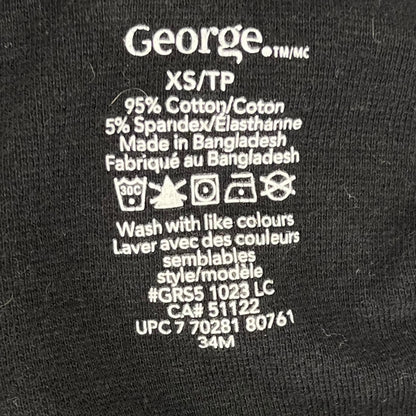 George.®TM/MC
XS/TP
95% Cotton/Coton
5% Spandex/Élasthanne
Made in Bangladesh
Fabriqué au Bangladesh
30C
Wash with like colours
Laver avec des couleurs
semblables
style/modèle
#GRS5 1023 LC
CA# 51122
UPC 7 70281 80761
34M